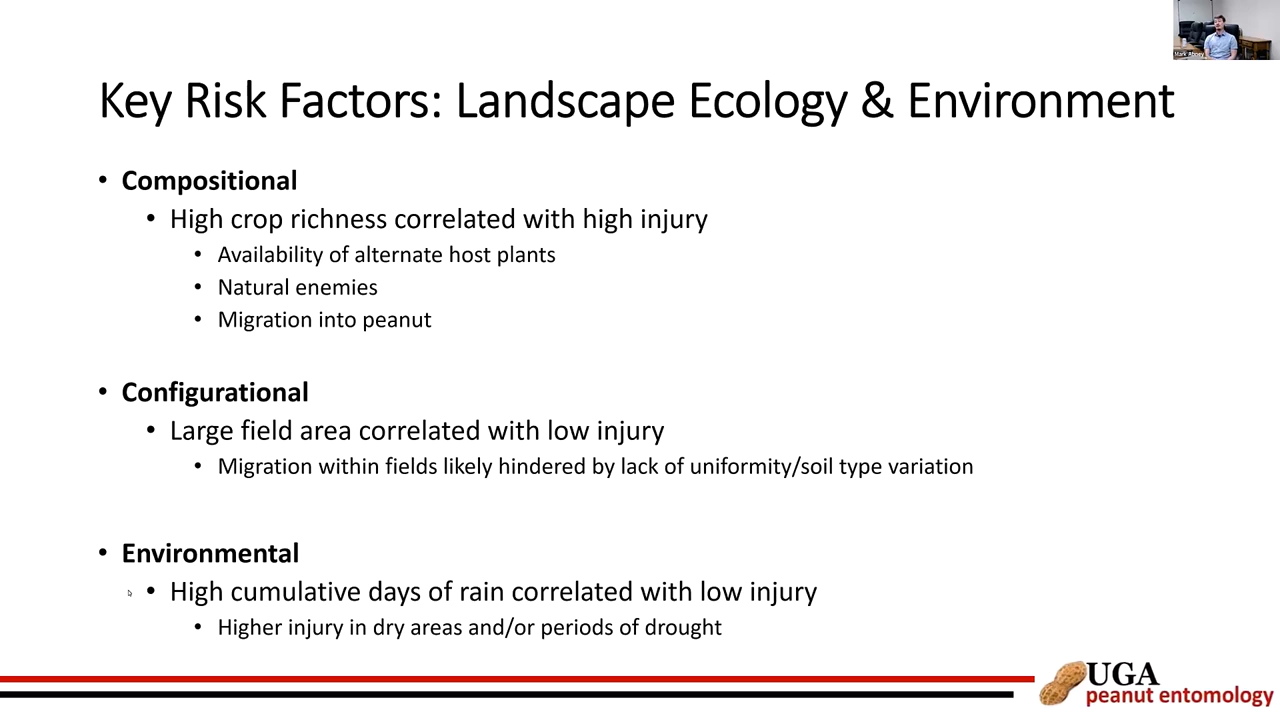 Key Risk Factors: Landscape Ecology & Environment
• Compositional
• High crop richness correlated with high injury
• Availability of alternate host plants
• Natural enemies
• Migration into peanut
• Configurational
• Large field area correlated with low injury
• Migration within fields likely hindered by lack of uniformity/soil type variation
• Environmental
• High cumulative days of rain correlated with low injury
• Higher injury in dry areas and/or periods of drought
UGA
peanut entomology